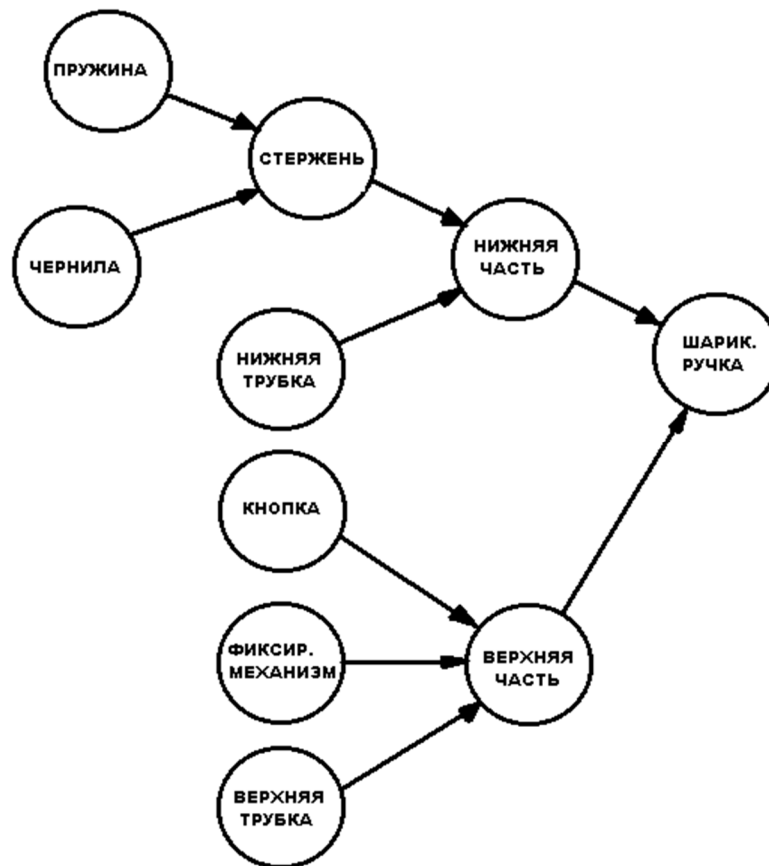 ПРУЖИНА
СТЕРЖЕНЬ
ЧЕРНИЛА
НИЖНЯЯ
ЧАСТЬ
НИЖНЯЯ
ТРУБКА
ШАРИК.
РУЧКА
КНОПКА
ФИКСИР.
МЕХАНИЗМ
ВЕРХНЯЯ
ЧАСТЬ
ВЕРХНЯЯ
ТРУБКА